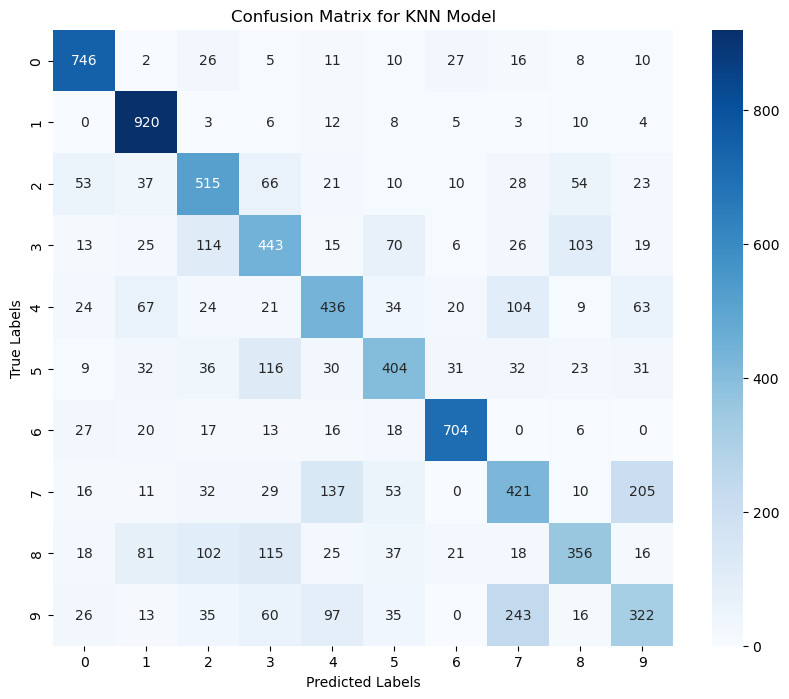 Confusion Matrix for KNN Model
0 746 2 26 5 11 10 27 16 8 10
1 0 920 3 6 12 8 5 3 10 4
2 53 37 515 66 21 10 10 28 54 23
3 13 25 114 443 15 70 6 26 103 19
4 24 67 24 21 436 34 20 104 9 63
5 9 32 36 116 30 404 31 32 23 31
6 27 20 17 13 16 18 704 0 6 0
7 16 11 32 29 137 53 0 421 10 205
8 18 81 102 115 25 37 21 18 356 16
9 26 13 35 60 97 35 0 243 16 322
0 1 2 3 4 5 6 7 8 9
Predicted Labels
True Labels
800
600
400
200
0